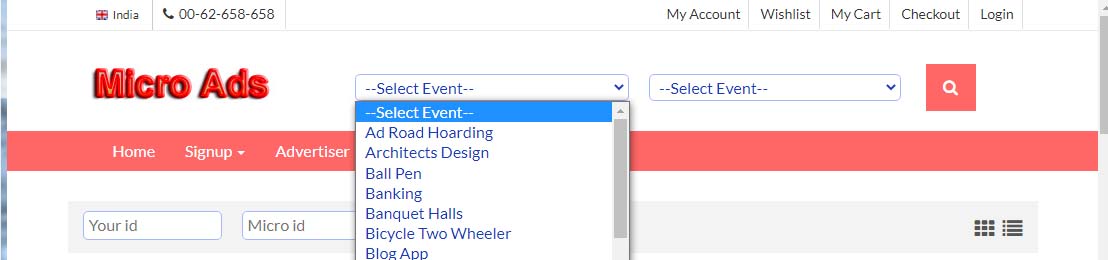 India 00-62-658-658 My Account Wishlist My Cart Checkout Login
Micro Ads --Select Event-- --Select Event--
--Select Event--
Ad Road Hoarding
Home Signup Advertiser
Architects Design
Ball Pen
Banking
Banquet Halls
Your id Micro id
Bicycle Two Wheeler
Blog App